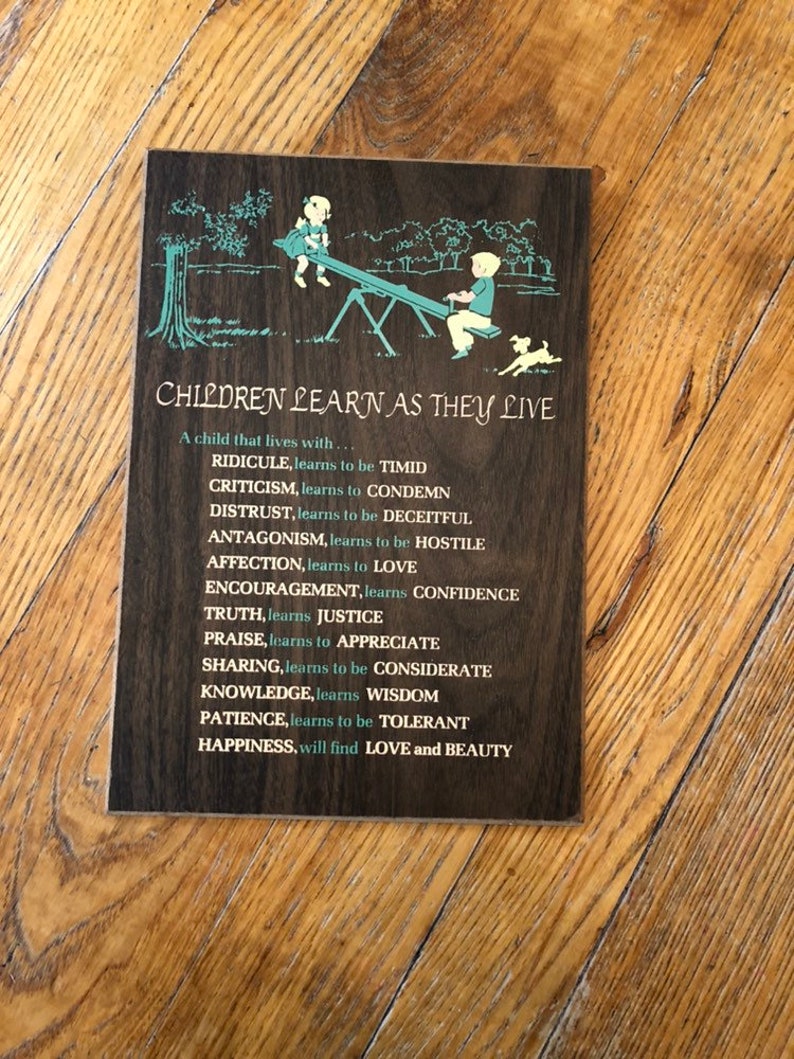 CHILDREN LEARN AS THEY LIVE
A child that lives with . . .
RIDICULE, learns to be TIMID
CRITICISM, learns to CONDEMN
DISTRUST, learns to be DECEITFUL
ANTAGONISM, learns to be HOSTILE
AFFECTION, learns to LOVE
ENCOURAGEMENT, learns CONFIDENCE
TRUTH, learns JUSTICE
PRAISE, learns to APPRECIATE
SHARING, learns to be CONSIDERATE
KNOWLEDGE, learns WISDOM
PATIENCE, learns to be TOLERANT
HAPPINESS, will find LOVE and BEAUTY